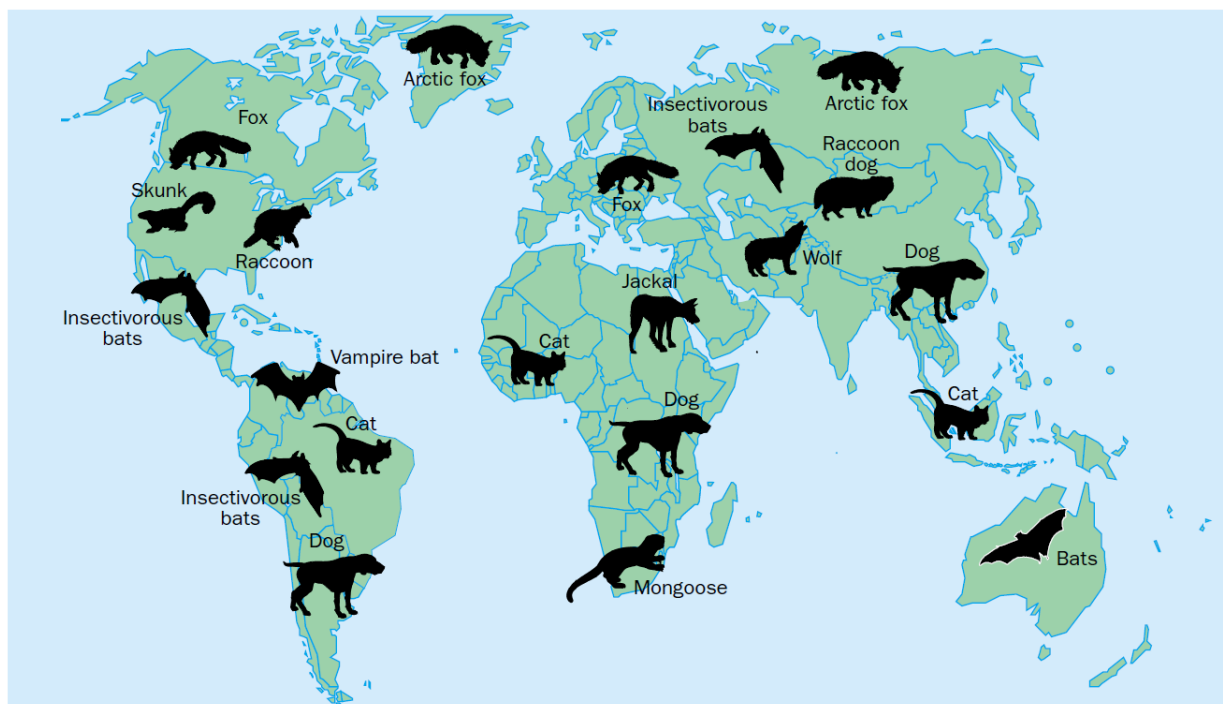 Arctic fox
Arctic fox
Insectivorous
bats
Fox
Raccoon
dog
Skunk
Fox
Raccoon
Wolf
Dog
Jackal
Insectivorous
bats
Cat
Vampire bat
Cat
Dog
Cat
Insectivorous
bats
Dog
Bats
Mongoose